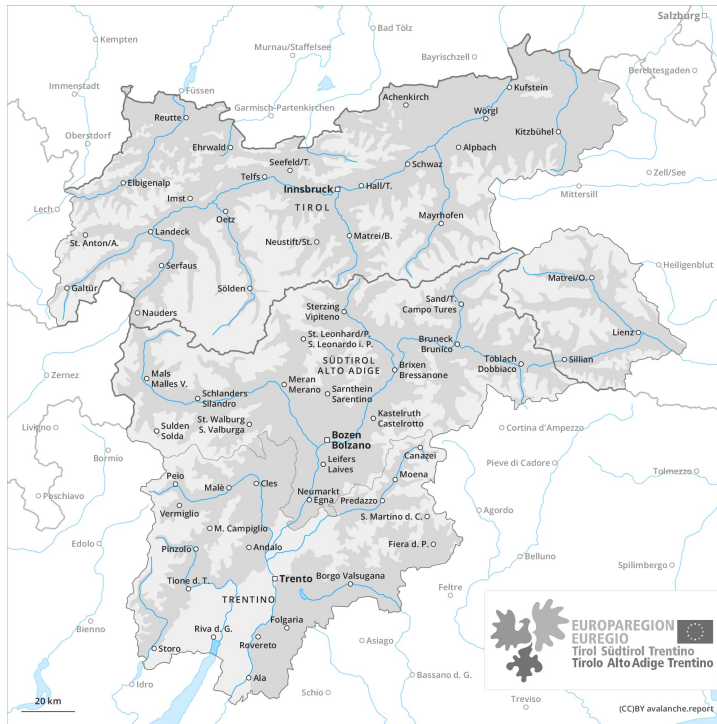 Salzburg
Kempten
Bad Tölz
Murnau/Staffelsee
Bayrischzell
Berchtesgaden
Immenstadt
Füssen
Achenkirch
Kufstein
Garmisch-Partenkirchen
Reutte
Wörgl
Oberstdorf
Kitzbühel
Ehrwald
Alpbach
Seefeld/T.
Schwaz
Telfs
Zell/See
Elbigenalp
Innsbruck
Hall/T.
Mittersill
Imst
Lech
TIROL
Oetz
Mayrhofen
Landeck
Matrei/B.
St. Anton/A.
Neustift/St.
Serfaus
Heiligenblut
Matrei/O.
Galtür
Sölden
Sand/T.
Campo Tures
Nauders
Sterzing
Vipiteno
Lienz
St. Leonhard/P.
S. Leonardo i. P.
Bruneck
Brunico
SÜDTIROL
ALTO ADIGE
Toblach
Dobbiaco
Sillian
Brixen
Bressanone
Zernez
Mals
Malles V.
Meran
Merano
Sarnthein
Sarentino
Schlanders
Silandro
St. Walburg
S. Valburga
Kastelruth
Castelrotto
Livigno
Sulden
Solda
Bozen
Bolzano
Cortina d'Ampezzo
Bormio
Canazei
Leifers
Laives
Pieve di Cadore
Tolmezzo
Peio
Moena
Malè
Cles
Neumarkt
Egna
Predazzo
Poschiavo
Vermiglio
Agordo
S. Martino d. C.
M. Campiglio
Edolo
Pinzolo
Andalo
Fiera d. P.
Belluno
Spilimbergo
Trento
Borgo Valsugana
Tione d. T.
Feltre
TRENTINO
Bienno
Folgaria
Riva d. G.
Rovereto
Asiago
Storo
Ala
Bassano d. G.
Idro
Schio
Treviso
EUROPAREGION
EUREGIO
Tirol Südtirol Trentino
Tirolo Alto Adige Trentino
20 km
(CC)BY avalanche.report